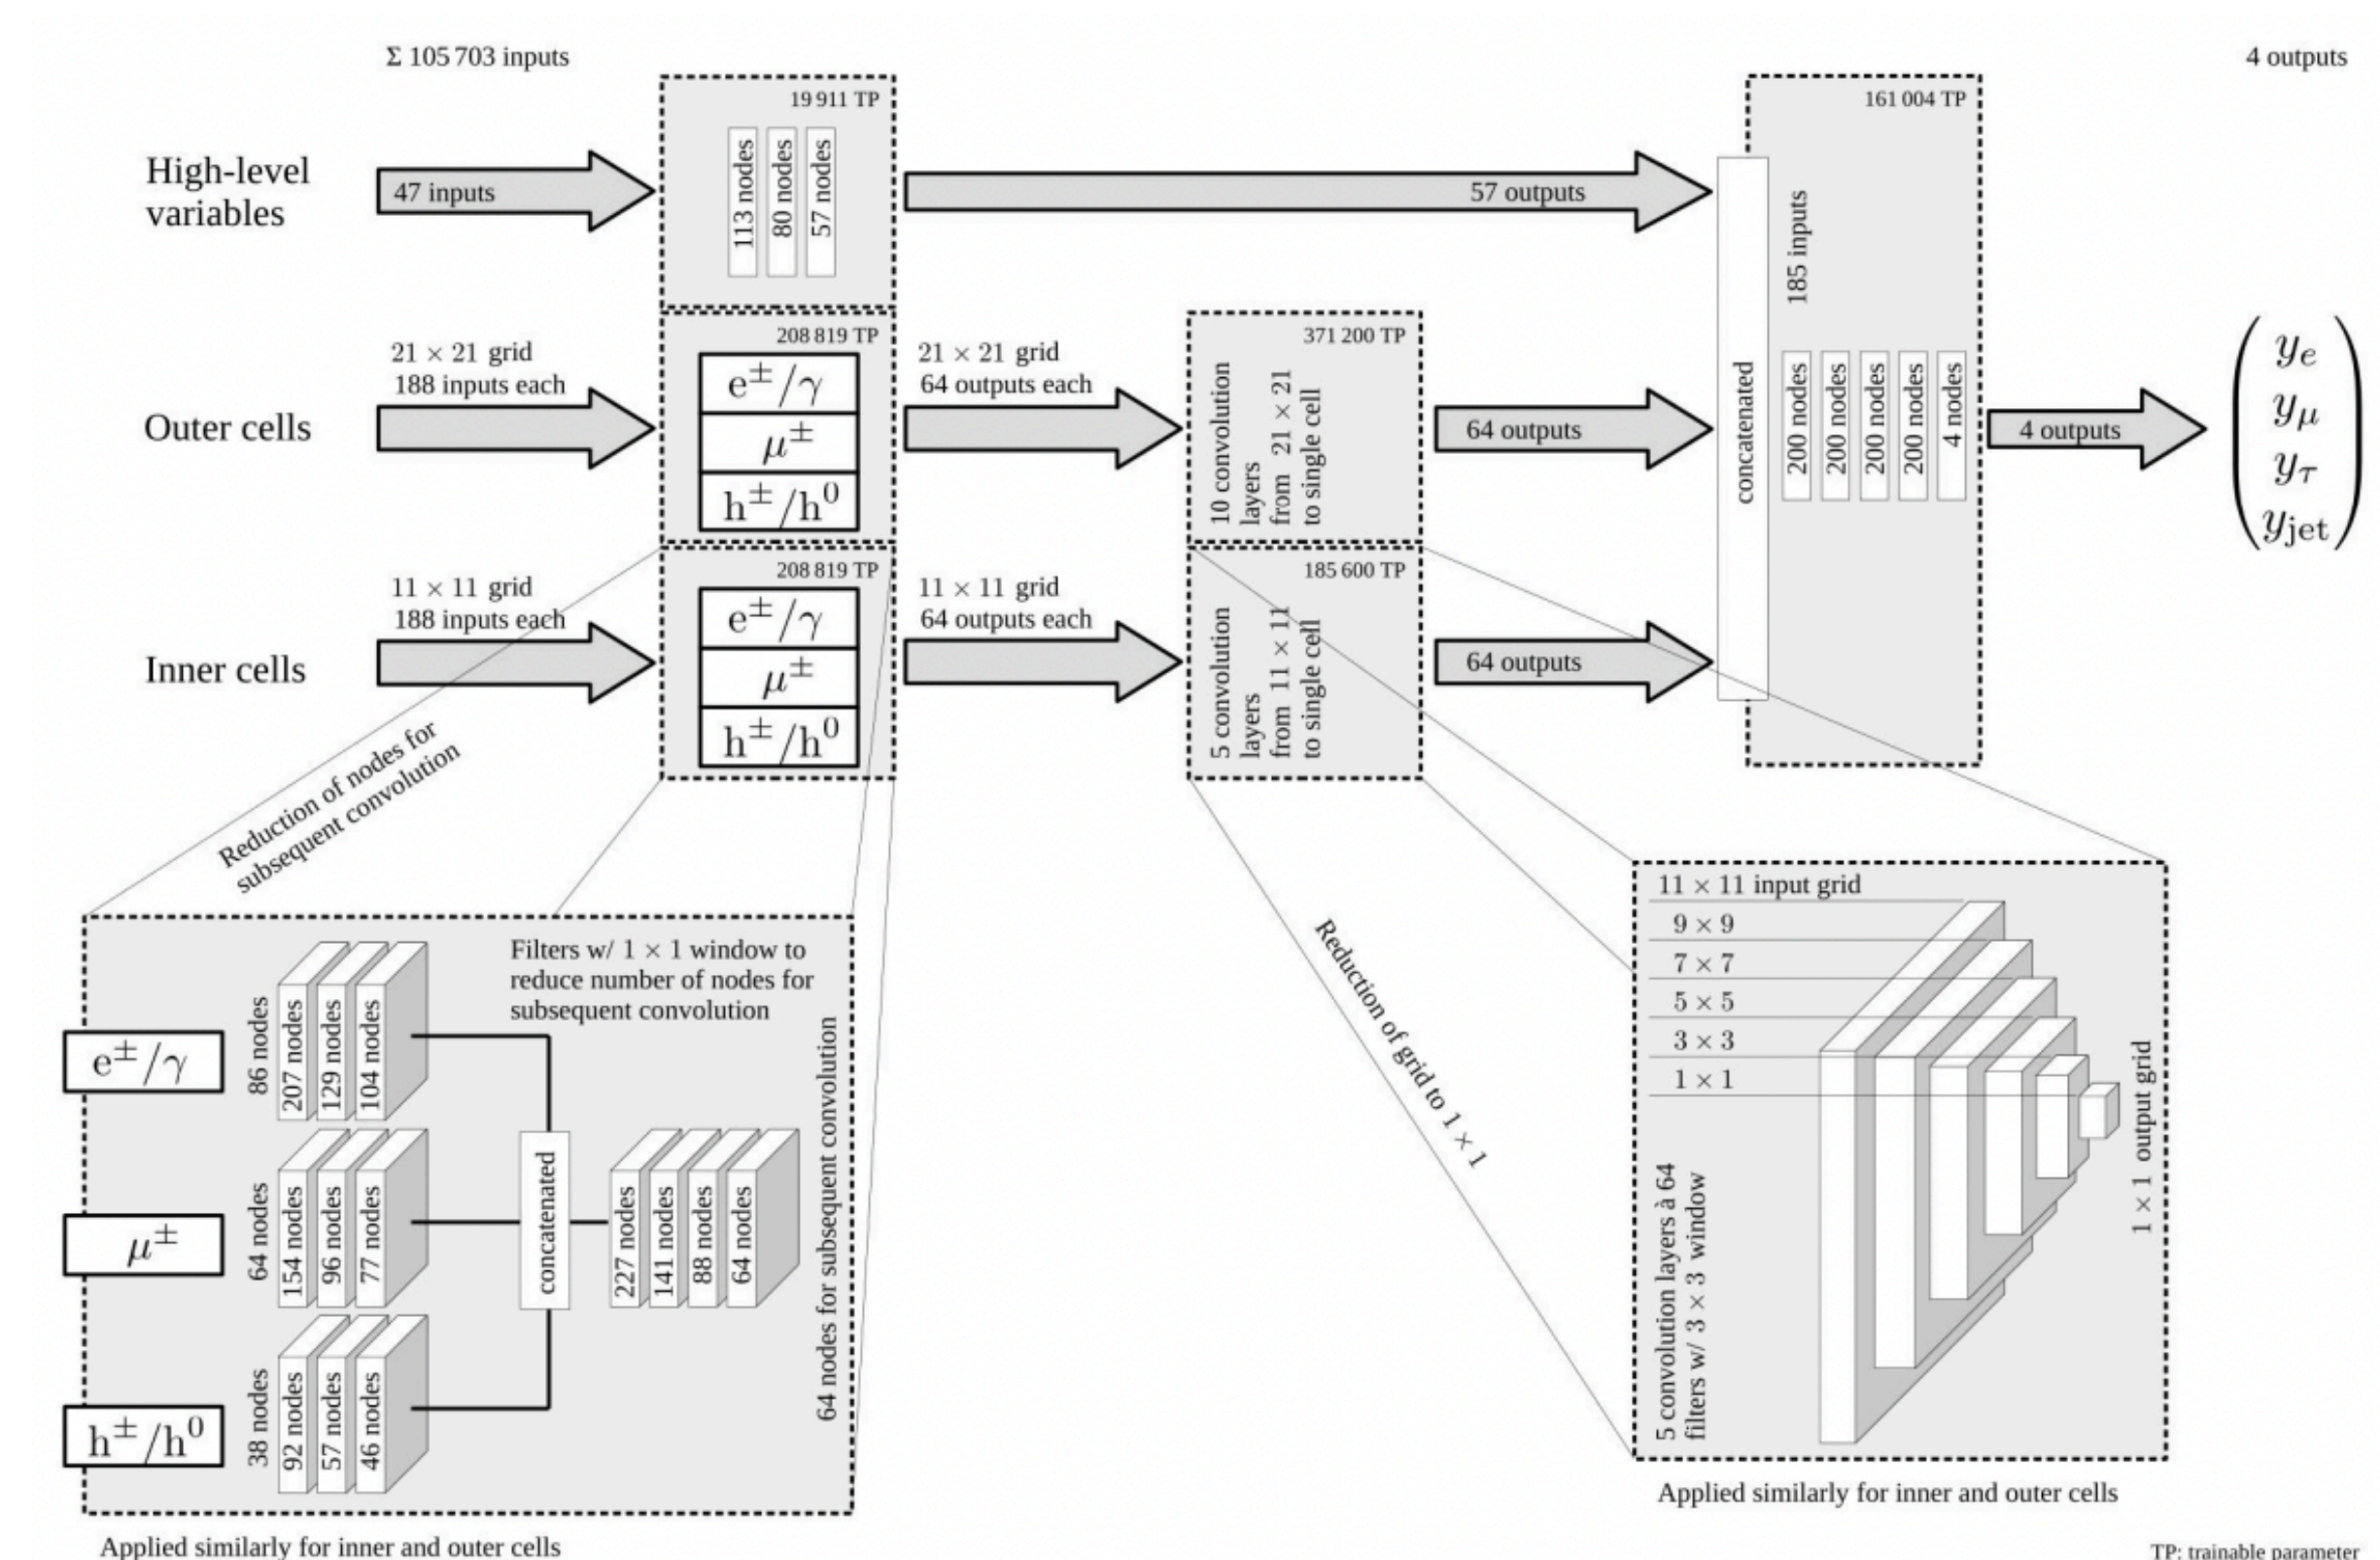 Σ 105 703 inputs
4 outputs
High-level
variables
47 inputs
19 911 TP
113 nodes
80 nodes
57 nodes
57 outputs
161 004 TP
185 inputs
concatenated
200 nodes
200 nodes
200 nodes
200 nodes
4 nodes
4 outputs
y_e
y_μ
y_τ
y_jet
Outer cells
21 × 21 grid
188 inputs each
208 819 TP
e±/γ
μ±
h±/h⁰
21 × 21 grid
64 outputs each
371 200 TP
10 convolution
layers
from 21 × 21
to single cell
64 outputs
Inner cells
11 × 11 grid
188 inputs each
208 819 TP
e±/γ
μ±
h±/h⁰
11 × 11 grid
64 outputs each
185 600 TP
5 convolution
layers
from 11 × 11
to single cell
64 outputs
Reduction of nodes for
subsequent convolution
Filters w/ 1 × 1 window to
reduce number of nodes for
subsequent convolution
e±/γ
86 nodes
207 nodes
129 nodes
104 nodes
μ±
64 nodes
154 nodes
96 nodes
77 nodes
h±/h⁰
38 nodes
92 nodes
57 nodes
46 nodes
concatenated
227 nodes
141 nodes
88 nodes
64 nodes
64 nodes for subsequent convolution
Applied similarly for inner and outer cells
Reduction of grid to 1 × 1
11 × 11 input grid
9 × 9
7 × 7
5 × 5
3 × 3
1 × 1
5 convolution layers à 64
filters w/ 3 × 3 window
1 × 1 output grid
Applied similarly for inner and outer cells
TP: trainable parameter